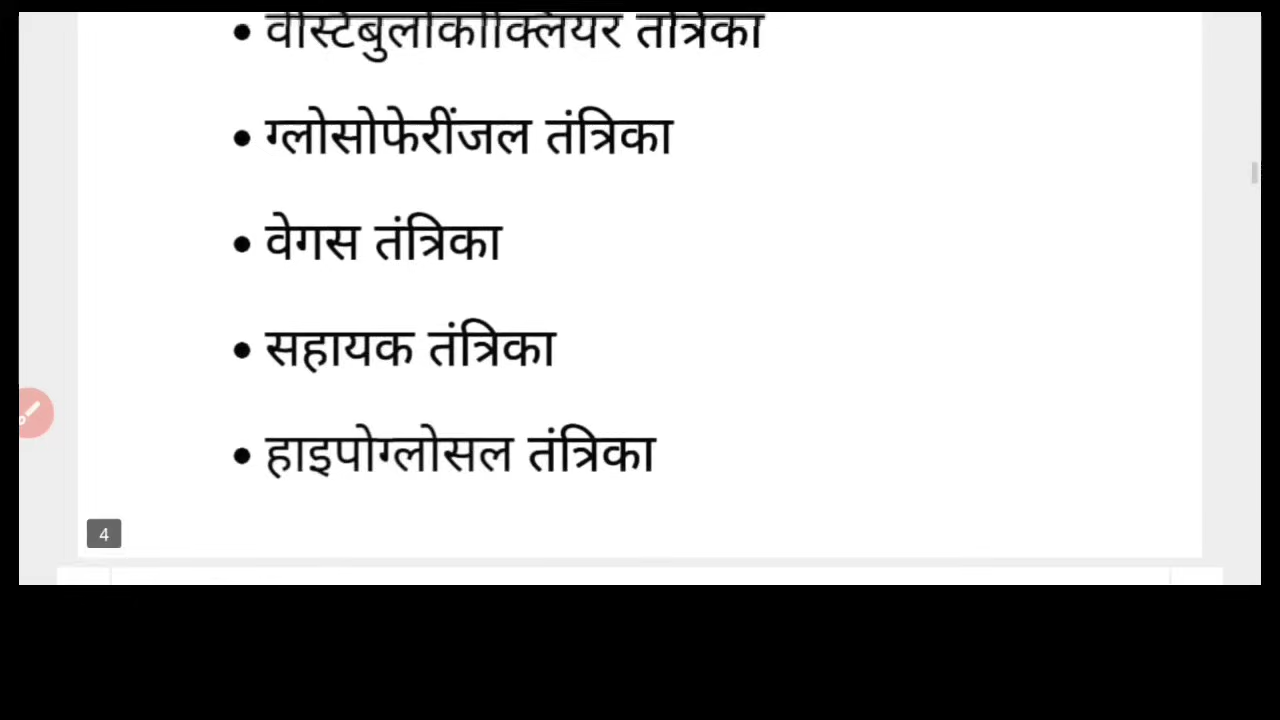 • वेस्टिबुलोकॉक्लियर तंत्रिका
• ग्लोसोफेरींजल तंत्रिका
• वेगस तंत्रिका
• सहायक तंत्रिका
• हाइपोग्लोसल तंत्रिका
4